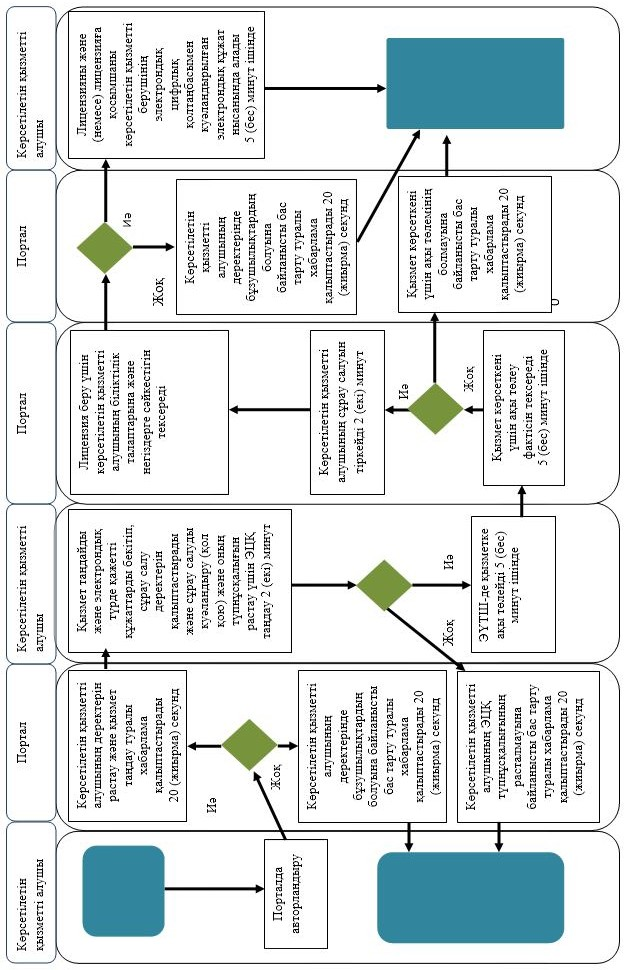 Көрсетілетін
қызметті алушы
Портал
Көрсетілетін қызметті
алушы
Портал
Портал
Көрсетілетін қызметті
алушы
Порталда
авторландыру
Көрсетілетін қызметті
алушының деректерін
растау және қызмет
таңдау туралы
хабарлама
қалыптастырады
20 (жиырма) секунд
Иә
Жоқ
Көрсетілетін қызметті
алушының
деректерінде
бұзушылықтардың
болуына байланысты
бас тарту туралы
хабарлама
қалыптастырады 20
(жиырма) секунд
Көрсетілетін қызметті
алушының ЭЦҚ
түпнұсқалығының
расталмауына
байланысты бас тарту
туралы хабарлама
қалыптастырады 20
(жиырма) секунд
Қызмет таңдайды
және электрондық
түрде қажетті
құжаттарды бекітіп,
сұрау салу
деректерін
қалыптастырады
және сұрау салуды
куәландыру (қол
қою) және оның
түпнұсқалығын
растау үшін ЭЦҚ
таңдау 2 (екі) минут
Жоқ
Иә
ЭҮТШ-де қызметке
ақы төлейді 5 (бес)
минут ішінде
Лицензия беру үшін
көрсетілетін қызметті
алушының біліктілік
талаптарына және
негіздерге сәйкестігін
тексереді
Көрсетілетін қызметті
алушының сұрау салуын
тіркейді 2 (екі) минут
Иә
Жоқ
Қызмет көрсеткені
үшін ақы төлеу
фактісін тексереді
5 (бес) минут ішінде
Иә
Жоқ
Көрсетілетін
қызметті
алушының
деректерінде
бұзушылықтардың
болуына
байланысты бас
тарту туралы
хабарлама
қалыптастырады 20
(жиырма) секунд
Қызмет көрсеткені
үшін ақы төлемінің
болмауына
байланысты бас
тарту туралы
хабарлама
қалыптастырады 20
(жиырма) секунд
Лицензияны және
(немесе) лицензияға
қосымшаны
көрсетілетін қызметті
берушінің
электрондық
цифрлық
қолтаңбасымен
куәландырылған
электрондық құжат
нысанында алады
5 (бес) минут ішінде